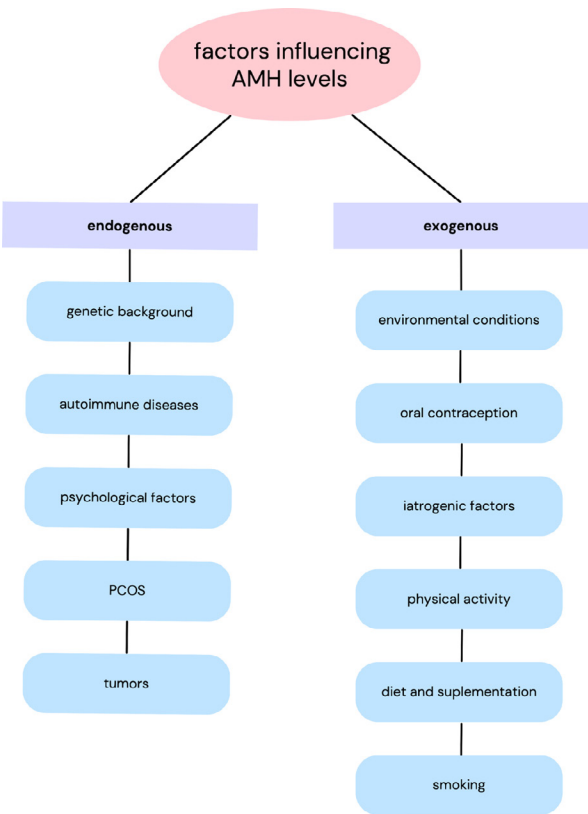 factors influencing
AMH levels
endogenous
genetic background
autoimmune diseases
psychological factors
PCOS
tumors
exogenous
environmental conditions
oral contraception
iatrogenic factors
physical activity
diet and suplementation
smoking